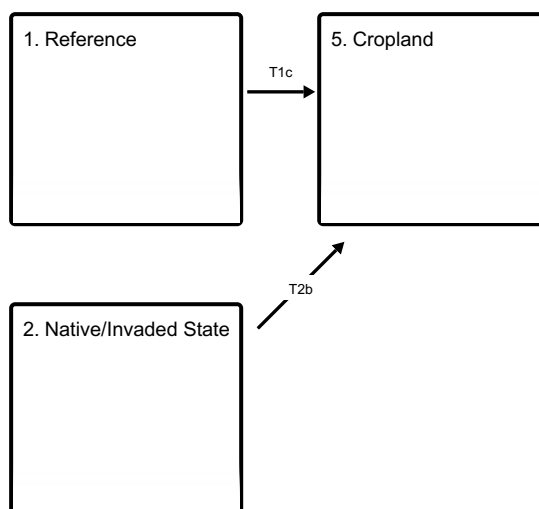 1. Reference
5. Cropland
T1c
T2b
2. Native/Invaded State